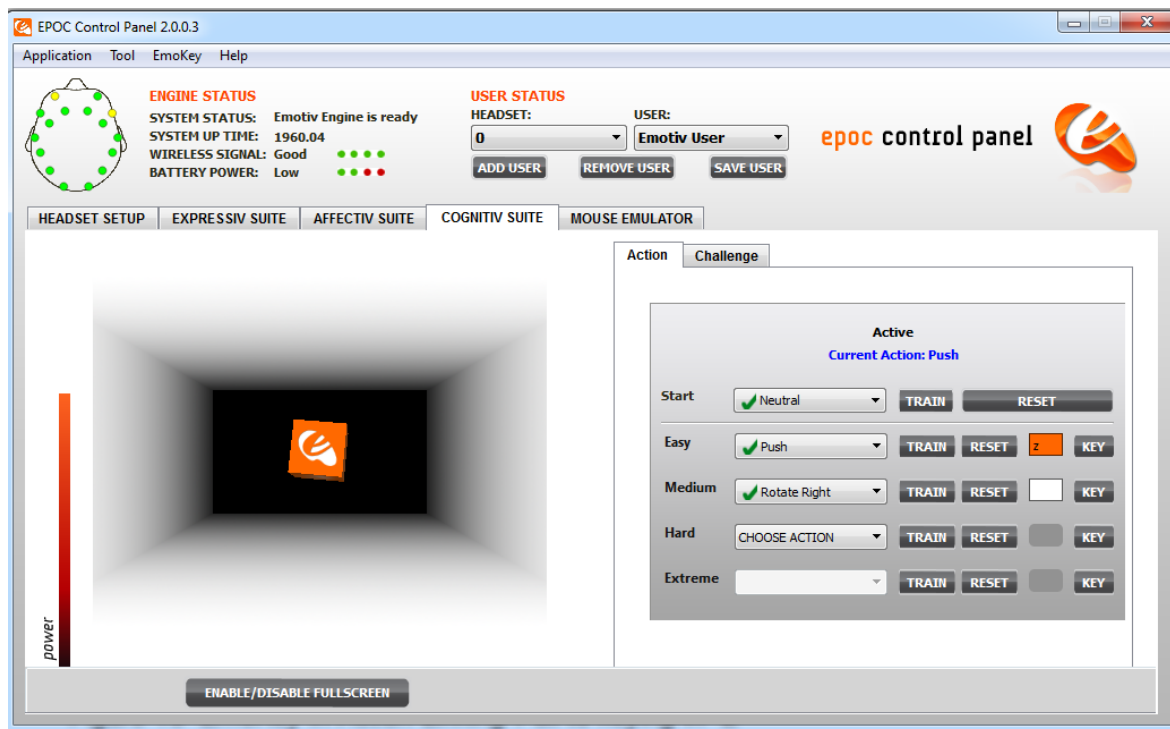 EPOC Control Panel 2.0.0.3
Application Tool EmoKey Help
ENGINE STATUS
SYSTEM STATUS: Emotiv Engine is ready
SYSTEM UP TIME: 1960.04
WIRELESS SIGNAL: Good
BATTERY POWER: Low
USER STATUS
HEADSET: USER:
0 Emotiv User
ADD USER REMOVE USER SAVE USER
epoc control panel
HEADSET SETUP EXPRESSIV SUITE AFFECTIV SUITE COGNITIV SUITE MOUSE EMULATOR
Action Challenge
Active
Current Action: Push
Start Neutral TRAIN RESET
Easy Push TRAIN RESET z KEY
Medium Rotate Right TRAIN RESET KEY
Hard CHOOSE ACTION TRAIN RESET KEY
Extreme TRAIN RESET KEY
power
ENABLE/DISABLE FULLSCREEN